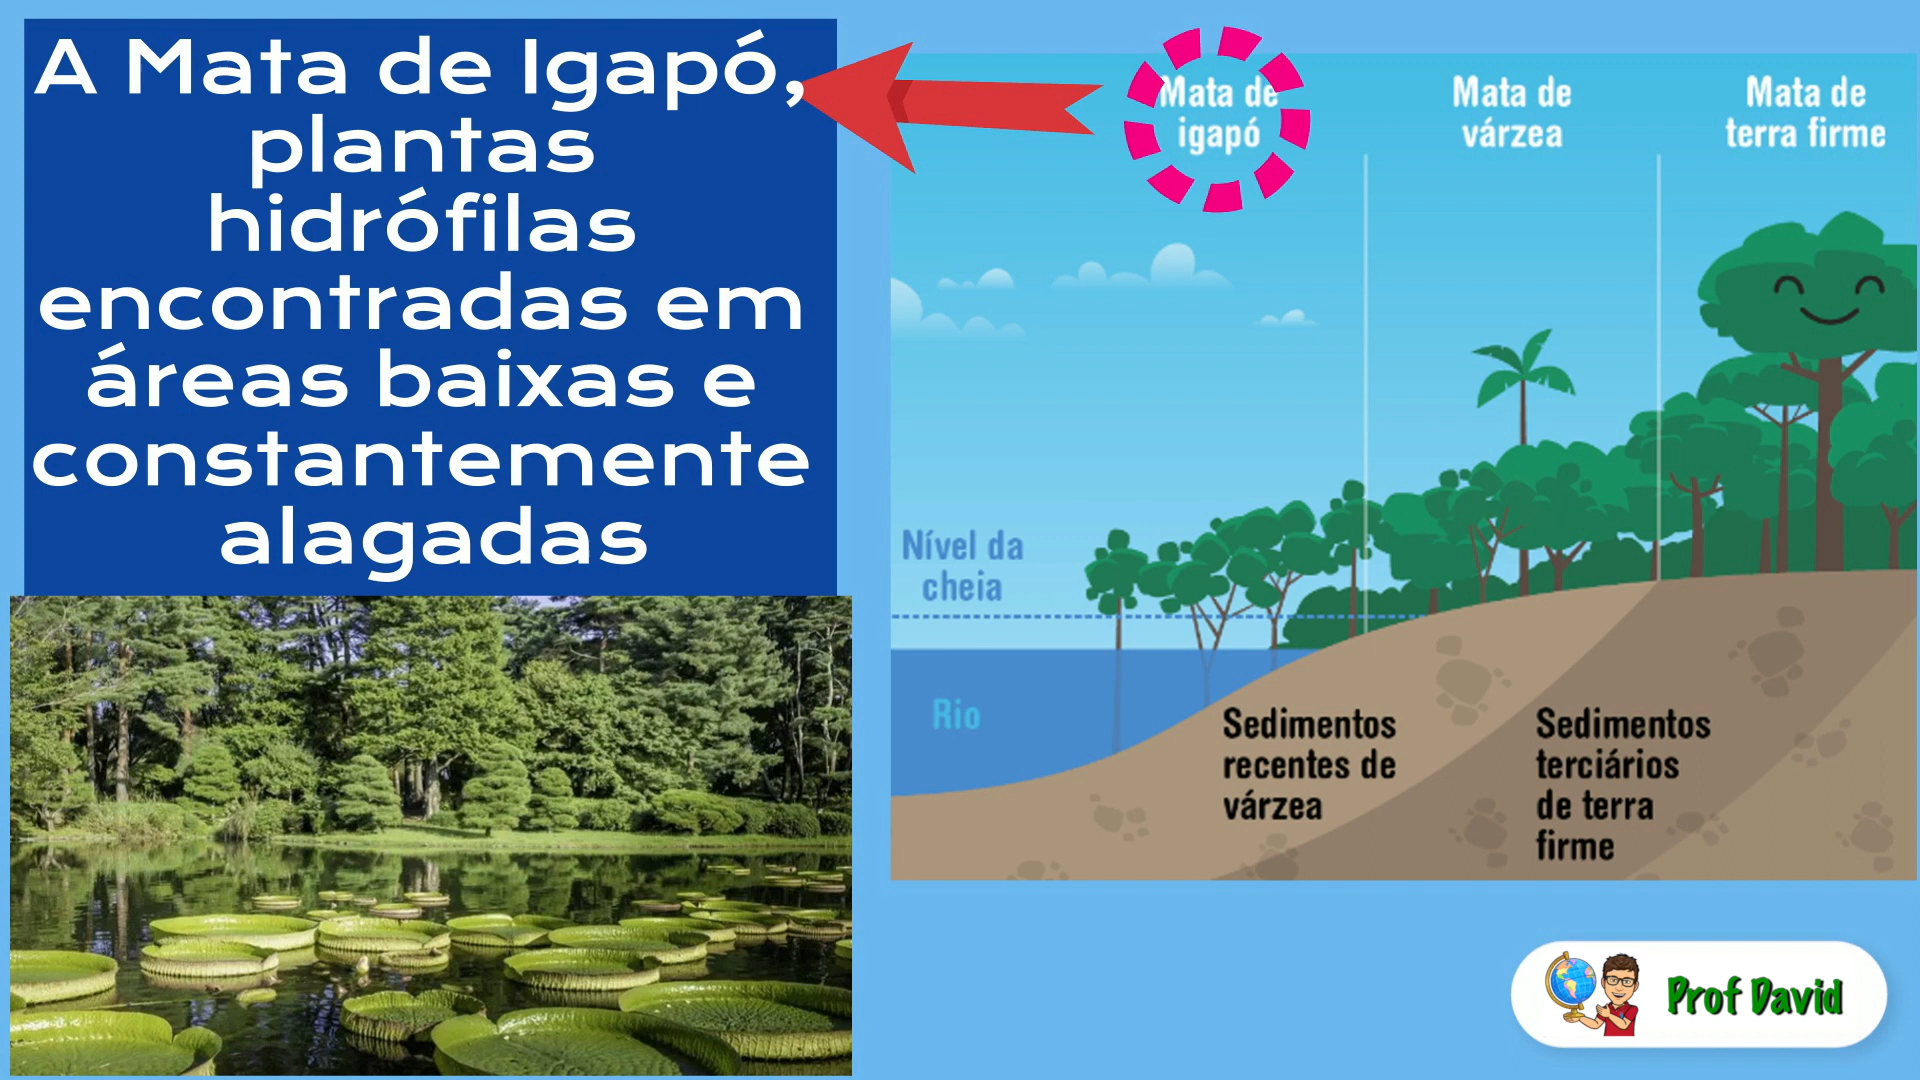 A Mata de Igapó,
plantas
hidrófilas
encontradas em
áreas baixas e
constantemente
alagadas
Mata de
igapó
Mata de
várzea
Mata de
terra firme
Nível da
cheia
Rio
Sedimentos
recentes de
várzea
Sedimentos
terciários
de terra
firme
Prof David